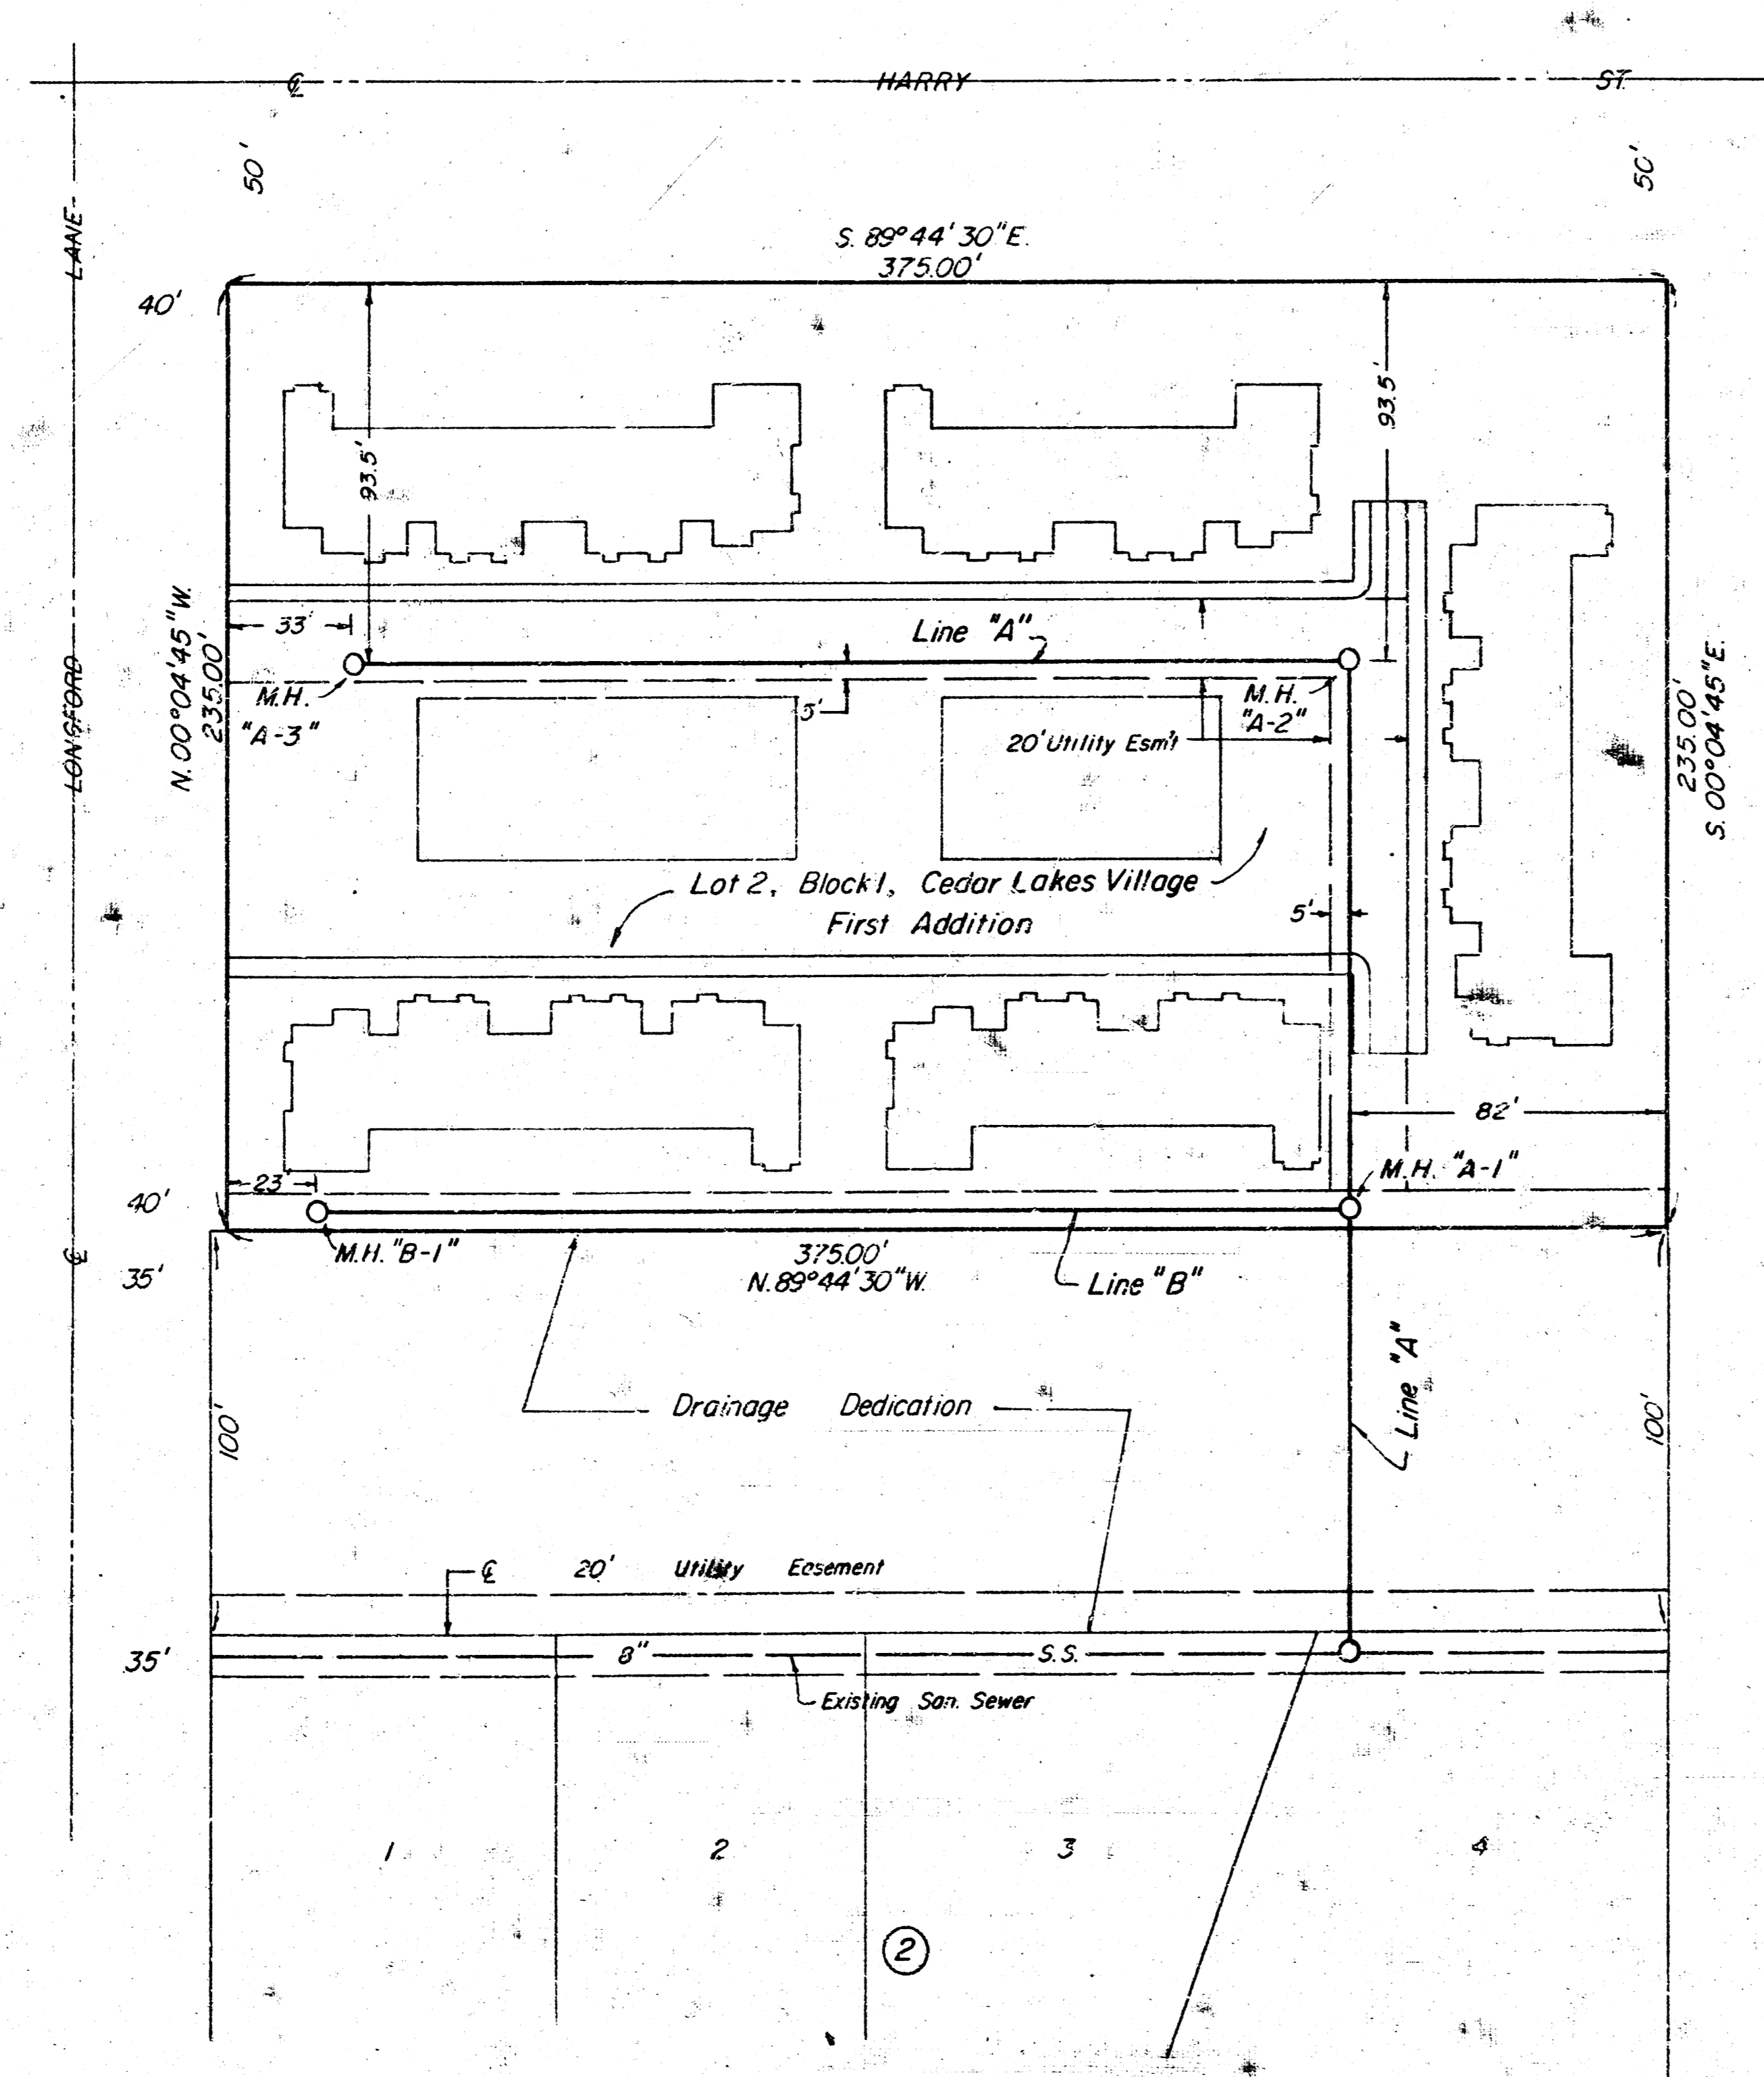 ℄ HARRY ST.
50'
50'
LONGFORD LANE
℄
S. 89°44'30"E.
375.00'
40'
93.5'
93.5'
N.00°04'45"W.
235.00'
33'
Line "A"
M.H.
"A-3"
5'
M.H.
"A-2"
20' Utility Esm't
235.00'
S. 00°04'45"E.
Lot 2, Block 1, Cedar Lakes Village
First Addition
5'
82'
M.H. "A-1"
23'
40'
M.H. "B-1"
375.00'
N. 89°44'30"W.
Line "B"
35'
Line "A"
100'
100'
Drainage Dedication
℄ 20' Utility Easement
35'
8" S.S.
Existing San. Sewer
1
2
3
4
2